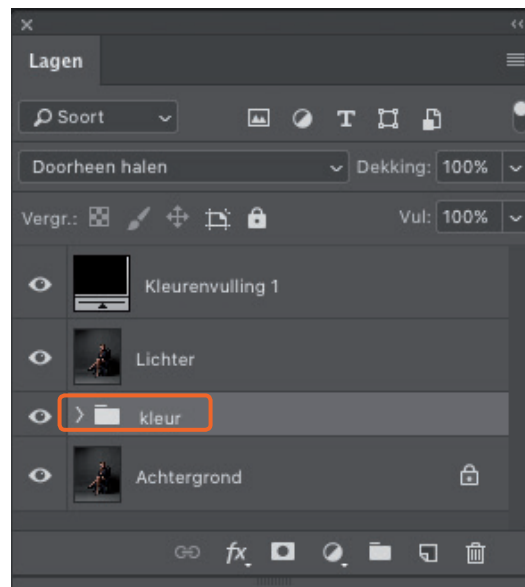 Lagen
Soort
Doorheen halen Dekking: 100%
Vergr.: Vul: 100%
Kleurenvulling 1
Lichter
kleur
Achtergrond
fx